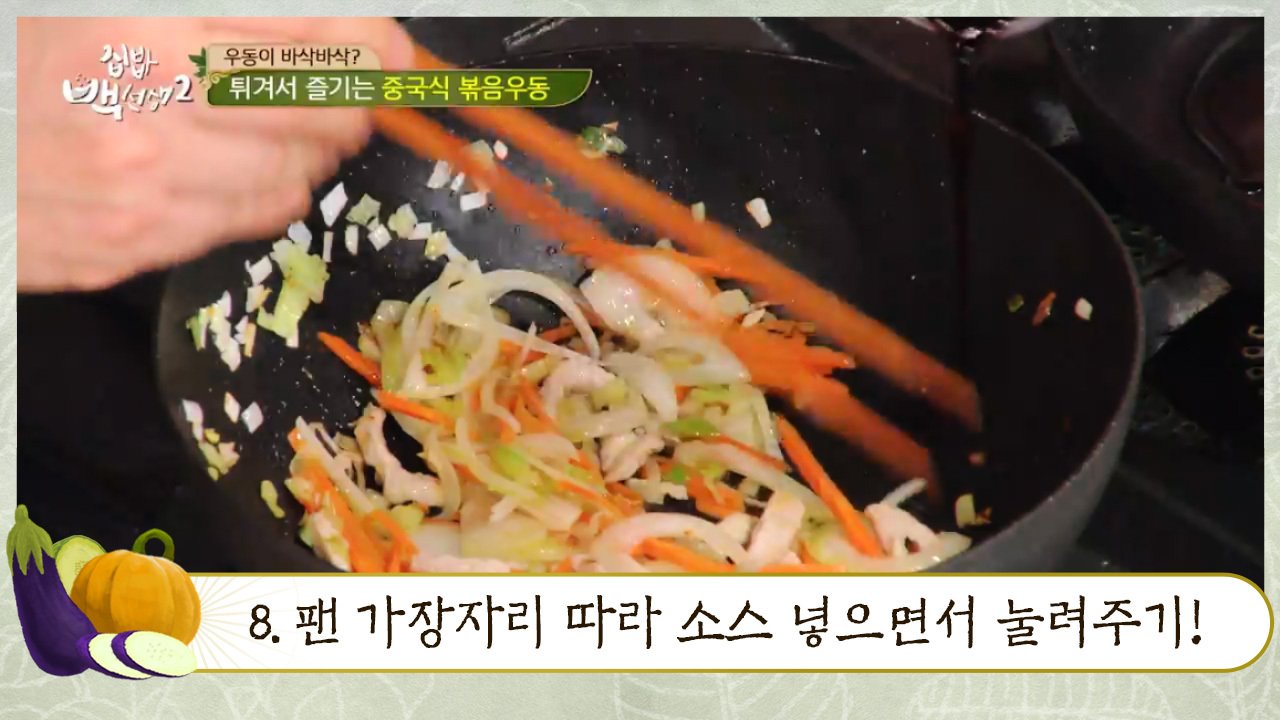 집밥
백선생2
우동이 바삭바삭?
튀겨서 즐기는 중국식 볶음우동
8. 팬 가장자리 따라 소스 넣으면서 눌려주기!